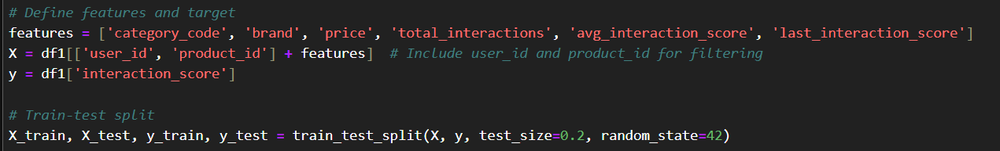 # Define features and target
features = ['category_code', 'brand', 'price', 'total_interactions', 'avg_interaction_score', 'last_interaction_score']
X = df1[['user_id', 'product_id'] + features]  # Include user_id and product_id for filtering
y = df1['interaction_score']
# Train-test split
X_train, X_test, y_train, y_test = train_test_split(X, y, test_size=0.2, random_state=42)